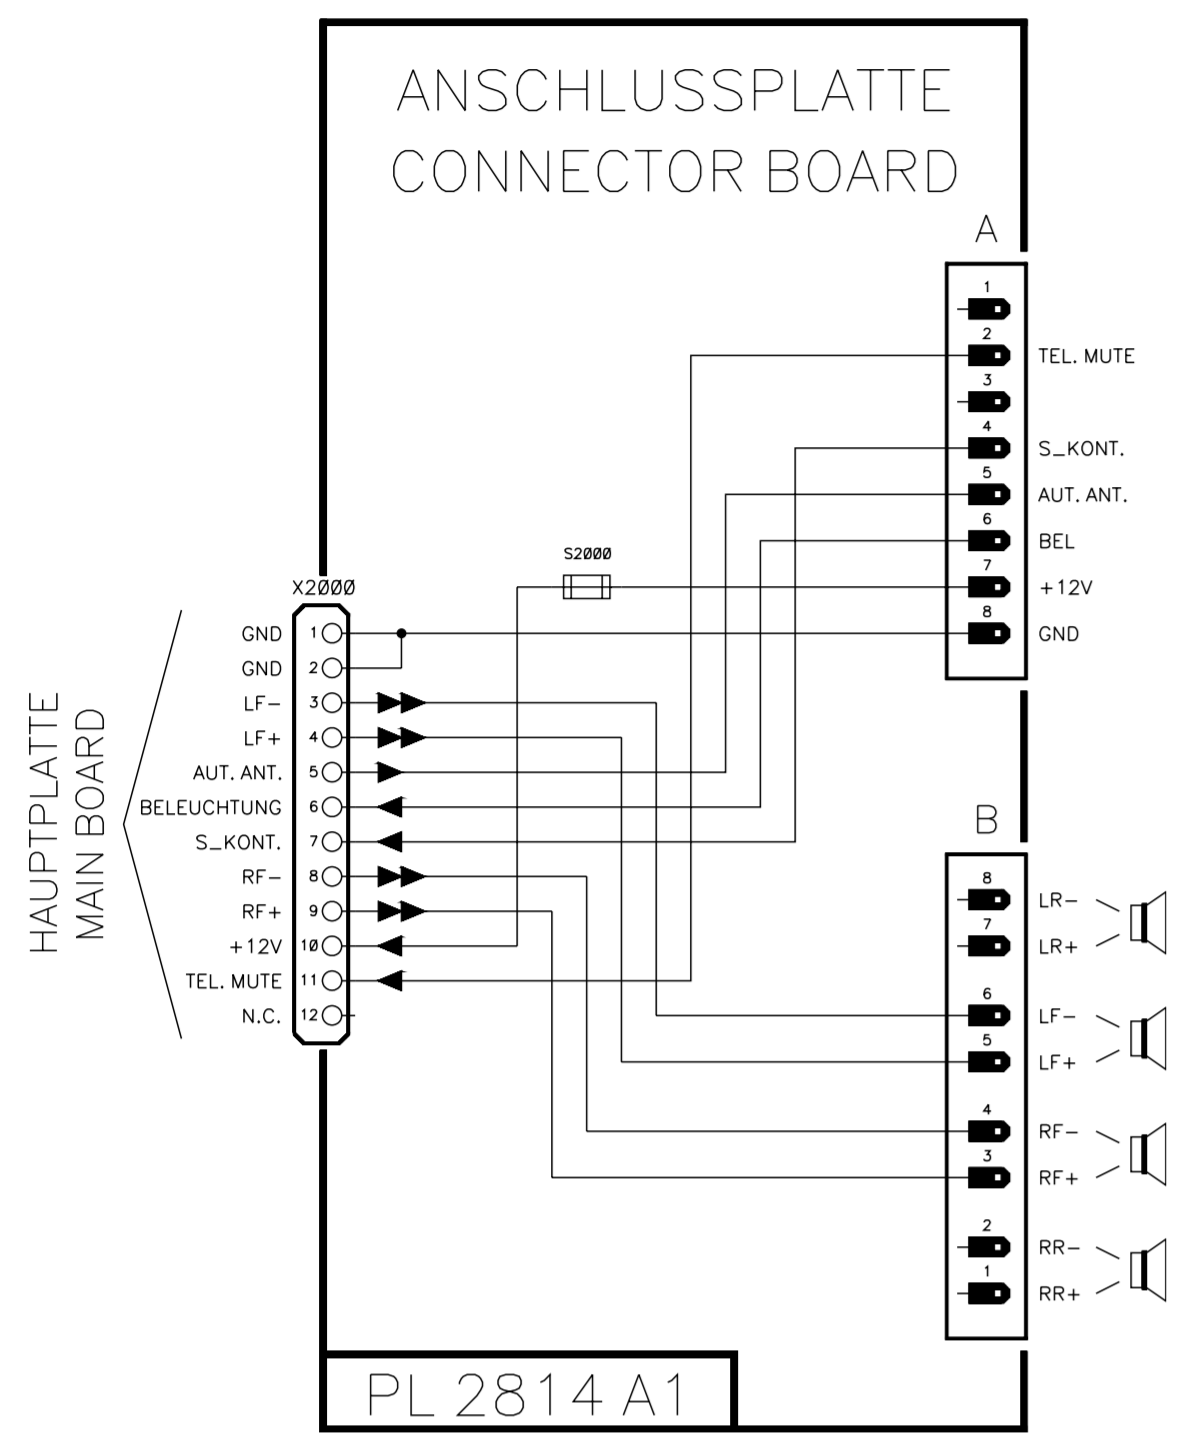 ANSCHLUSSPLATTE
CONNECTOR BOARD
A
1
2 TEL. MUTE
3
4 S_KONT.
5 AUT. ANT.
6 BEL
7 +12V
8 GND
S2000
X2000
HAUPTPLATTE
MAIN BOARD
GND 1
GND 2
LF- 3
LF+ 4
AUT. ANT. 5
BELEUCHTUNG 6
S_KONT. 7
RF- 8
RF+ 9
+12V 10
TEL. MUTE 11
N.C. 12
B
8 LR-
7 LR+
6 LF-
5 LF+
4 RF-
3 RF+
2 RR-
1 RR+
PL 2814 A1